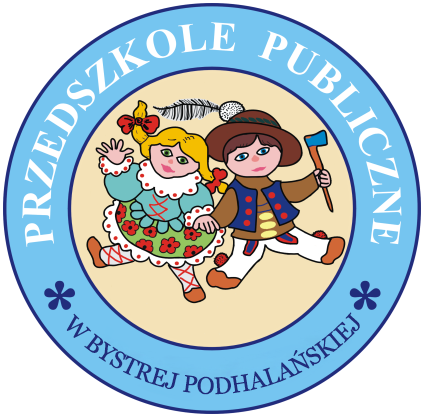 PRZEDSZKOLE PUBLICZNE
W BYSTREJ PODHALAŃSKIEJ